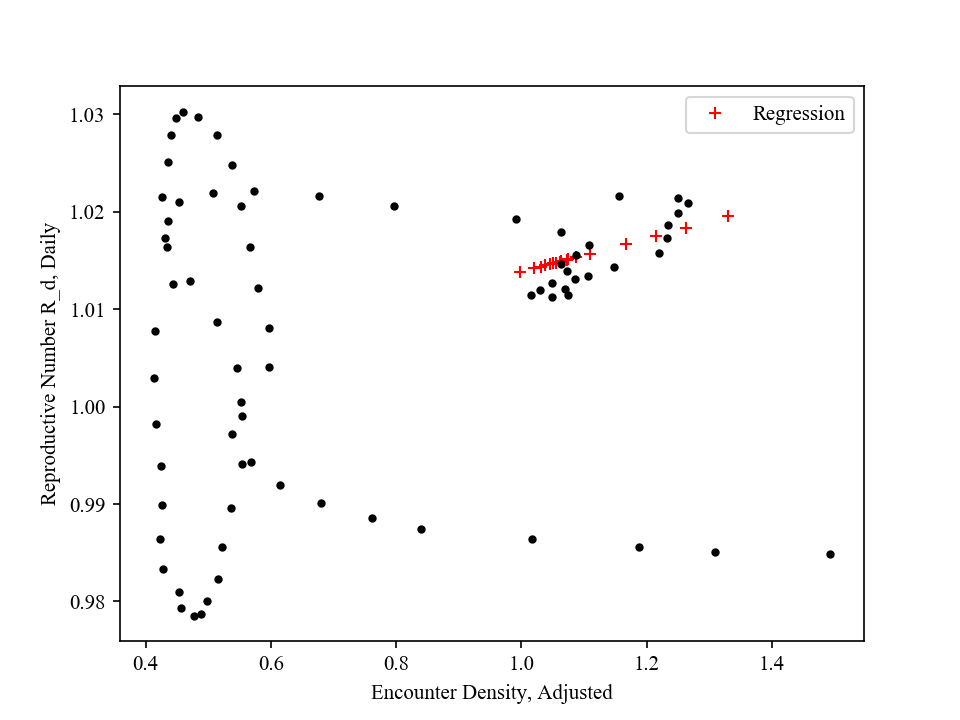 Regression
1.03
1.02
1.01
1.00
0.99
0.98
Reproductive Number R_d, Daily
0.4 0.6 0.8 1.0 1.2 1.4
Encounter Density, Adjusted